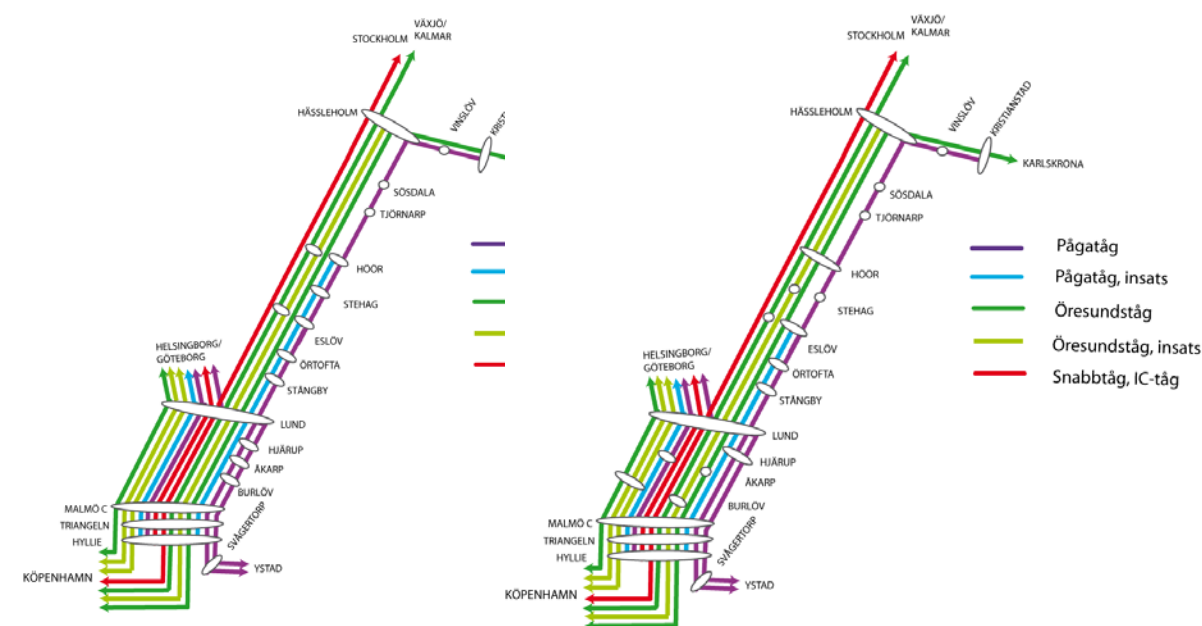 STOCKHOLM
VÄXJÖ/
KALMAR
HÄSSLEHOLM
VINSLÖV
SÖSDALA
TJÖRNARP
HÖÖR
STEHAG
ESLÖV
ÖRTOFTA
STÅNGBY
HELSINGBORG/
GÖTEBORG
LUND
HJÄRUP
ÅKARP
BURLÖV
MALMÖ C
TRIANGELN
HYLLIE
SVÅGERTORP
KÖPENHAMN
YSTAD
STOCKHOLM
VÄXJÖ/
KALMAR
HÄSSLEHOLM
VINSLÖV
KRISTIANSTAD
KARLSKRONA
SÖSDALA
TJÖRNARP
HÖÖR
STEHAG
ESLÖV
ÖRTOFTA
STÅNGBY
HELSINGBORG/
GÖTEBORG
LUND
HJÄRUP
ÅKARP
BURLÖV
MALMÖ C
TRIANGELN
HYLLIE
SVÅGERTORP
KÖPENHAMN
YSTAD
Pågatåg
Pågatåg, insats
Öresundståg
Öresundståg, insats
Snabbtåg, IC-tåg